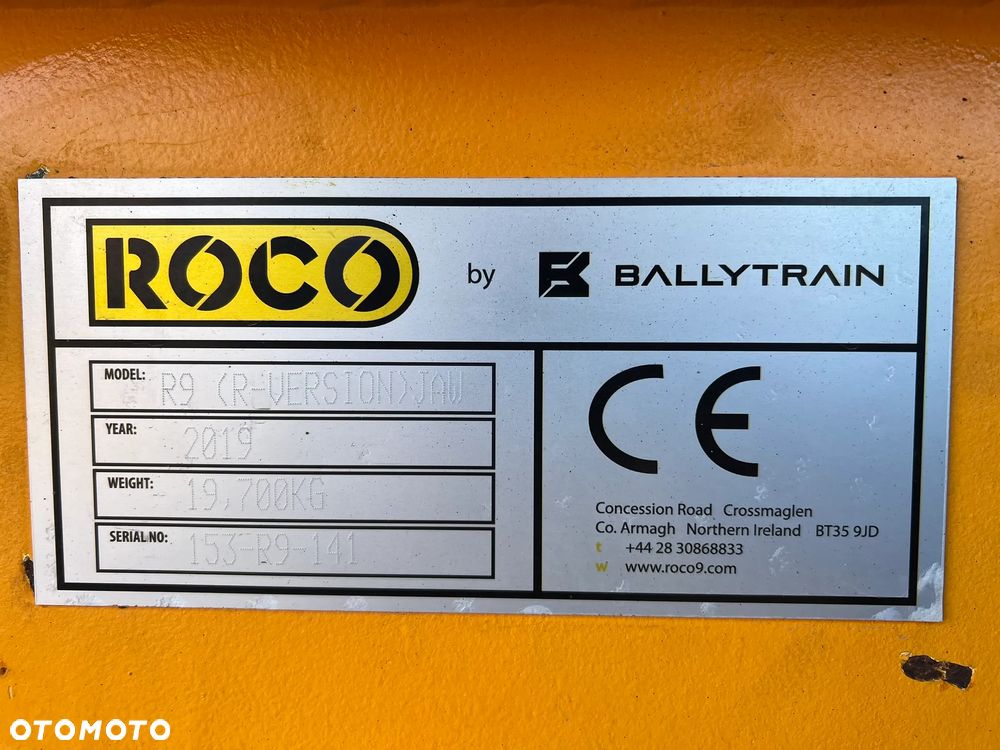 ROCO by BALLYTRAIN
MODEL: R9 (R-VERSION)JAW
YEAR: 2019
WEIGHT: 19,700KG
SERIAL NO: 153-R9-141
CE
Concession Road Crossmaglen
Co. Armagh Northern Ireland BT35 9JD
t +44 28 30868833
w www.roco9.com
OTOMOTO